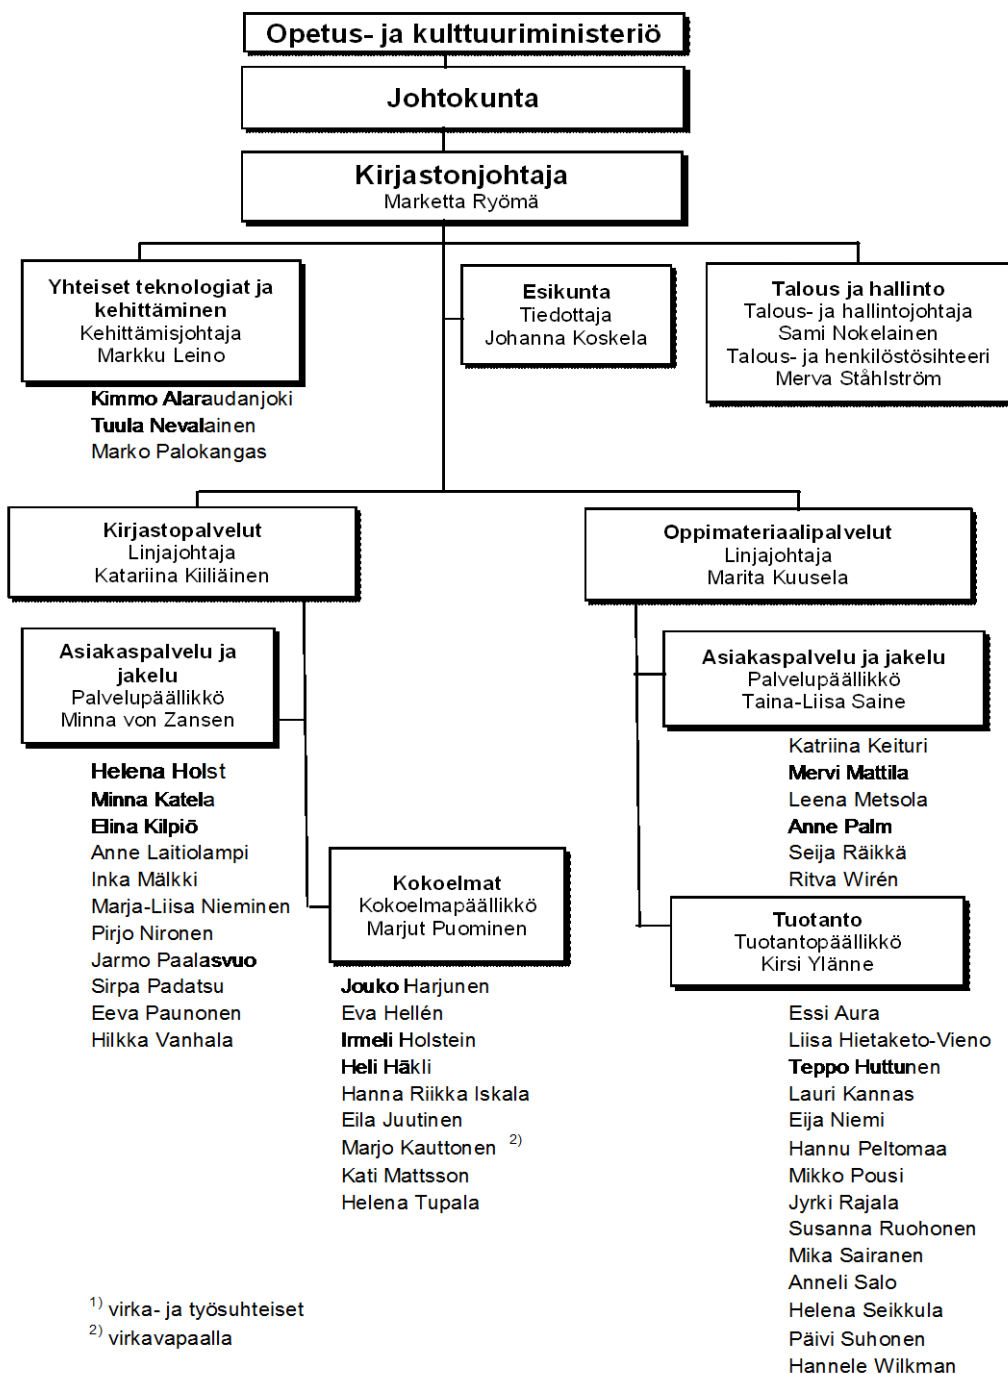 Opetus- ja kulttuuriministeriö
Johtokunta
Kirjastonjohtaja
Marketta Ryömä
Yhteiset teknologiat ja
kehittäminen
Kehittämisjohtaja
Markku Leino
Kimmo Alaraudanjoki
Tuula Nevalainen
Marko Palokangas
Esikunta
Tiedottaja
Johanna Koskela
Talous ja hallinto
Talous- ja hallintojohtaja
Sami Nokelainen
Talous- ja henkilöstösihteeri
Merva Ståhlström
Kirjastopalvelut
Linjajohtaja
Katariina Kiiliäinen
Asiakaspalvelu ja
jakelu
Palvelupäällikkö
Minna von Zansen
Helena Holst
Minna Katela
Elina Kilpiö
Anne Laitiolampi
Inka Mälkki
Marja-Liisa Nieminen
Pirjo Nironen
Jarmo Paalasvuo
Sirpa Padatsu
Eeva Paunonen
Hilkka Vanhala
Kokoelmat
Kokoelmapäällikkö
Marjut Puominen
Jouko Harjunen
Eva Hellén
Irmeli Holstein
Heli Häkli
Hanna Riikka Iskala
Eila Juutinen
Marjo Kauttonen 2)
Kati Mattsson
Helena Tupala
Oppimateriaalipalvelut
Linjajohtaja
Marita Kuusela
Asiakaspalvelu ja jakelu
Palvelupäällikkö
Taina-Liisa Saine
Katriina Keituri
Mervi Mattila
Leena Metsola
Anne Palm
Seija Räikkä
Ritva Wirén
Tuotanto
Tuotantopäällikkö
Kirsi Ylänne
Essi Aura
Liisa Hietaketo-Vieno
Teppo Huttunen
Lauri Kannas
Eija Niemi
Hannu Peltomaa
Mikko Pousi
Jyrki Rajala
Susanna Ruohonen
Mika Sairanen
Anneli Salo
Helena Seikkula
Päivi Suhonen
Hannele Wilkman
1) virka- ja työsuhteiset
2) virkavapaalla